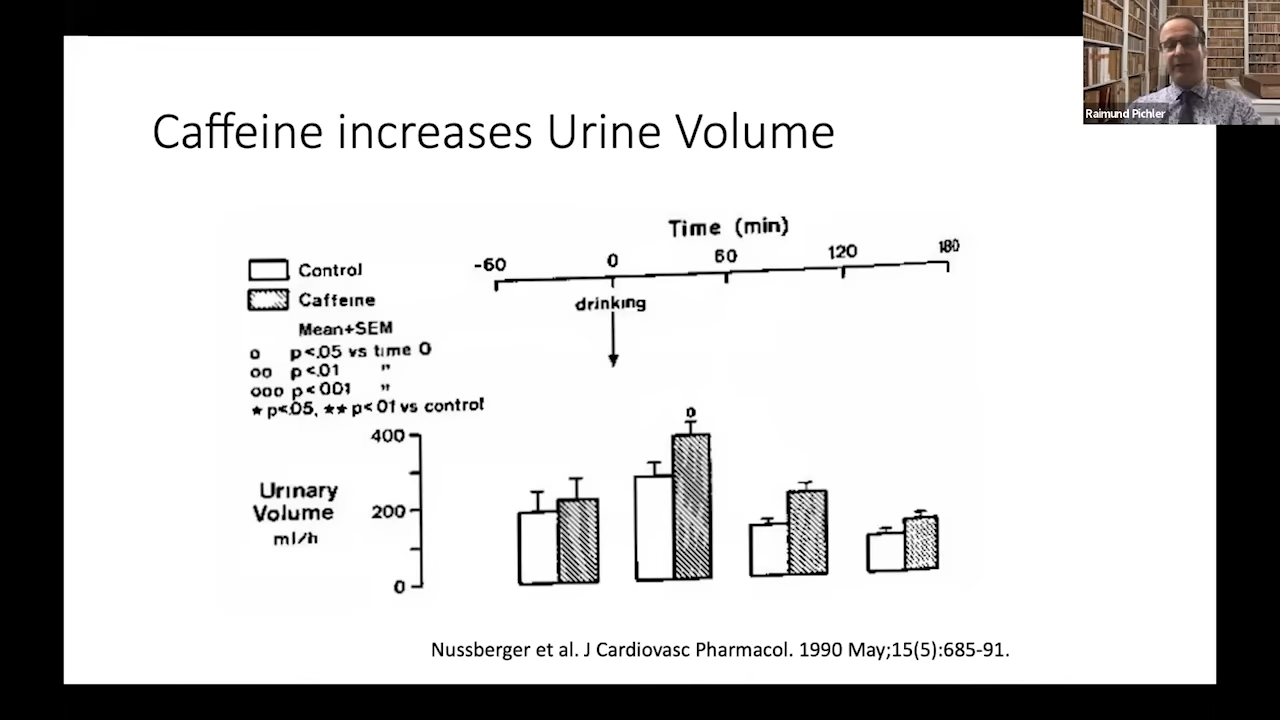 Raimund Pichler
Caffeine increases Urine Volume
Time (min)
-60 0 60 120 180
drinking
Control
Caffeine
Mean+SEM
o p<.05 vs time 0
oo p<.01 "
ooo p<001 "
* p<.05, ** p<01 vs control
400
200
0
Urinary
Volume
ml/h
o
Nussberger et al. J Cardiovasc Pharmacol. 1990 May;15(5):685-91.